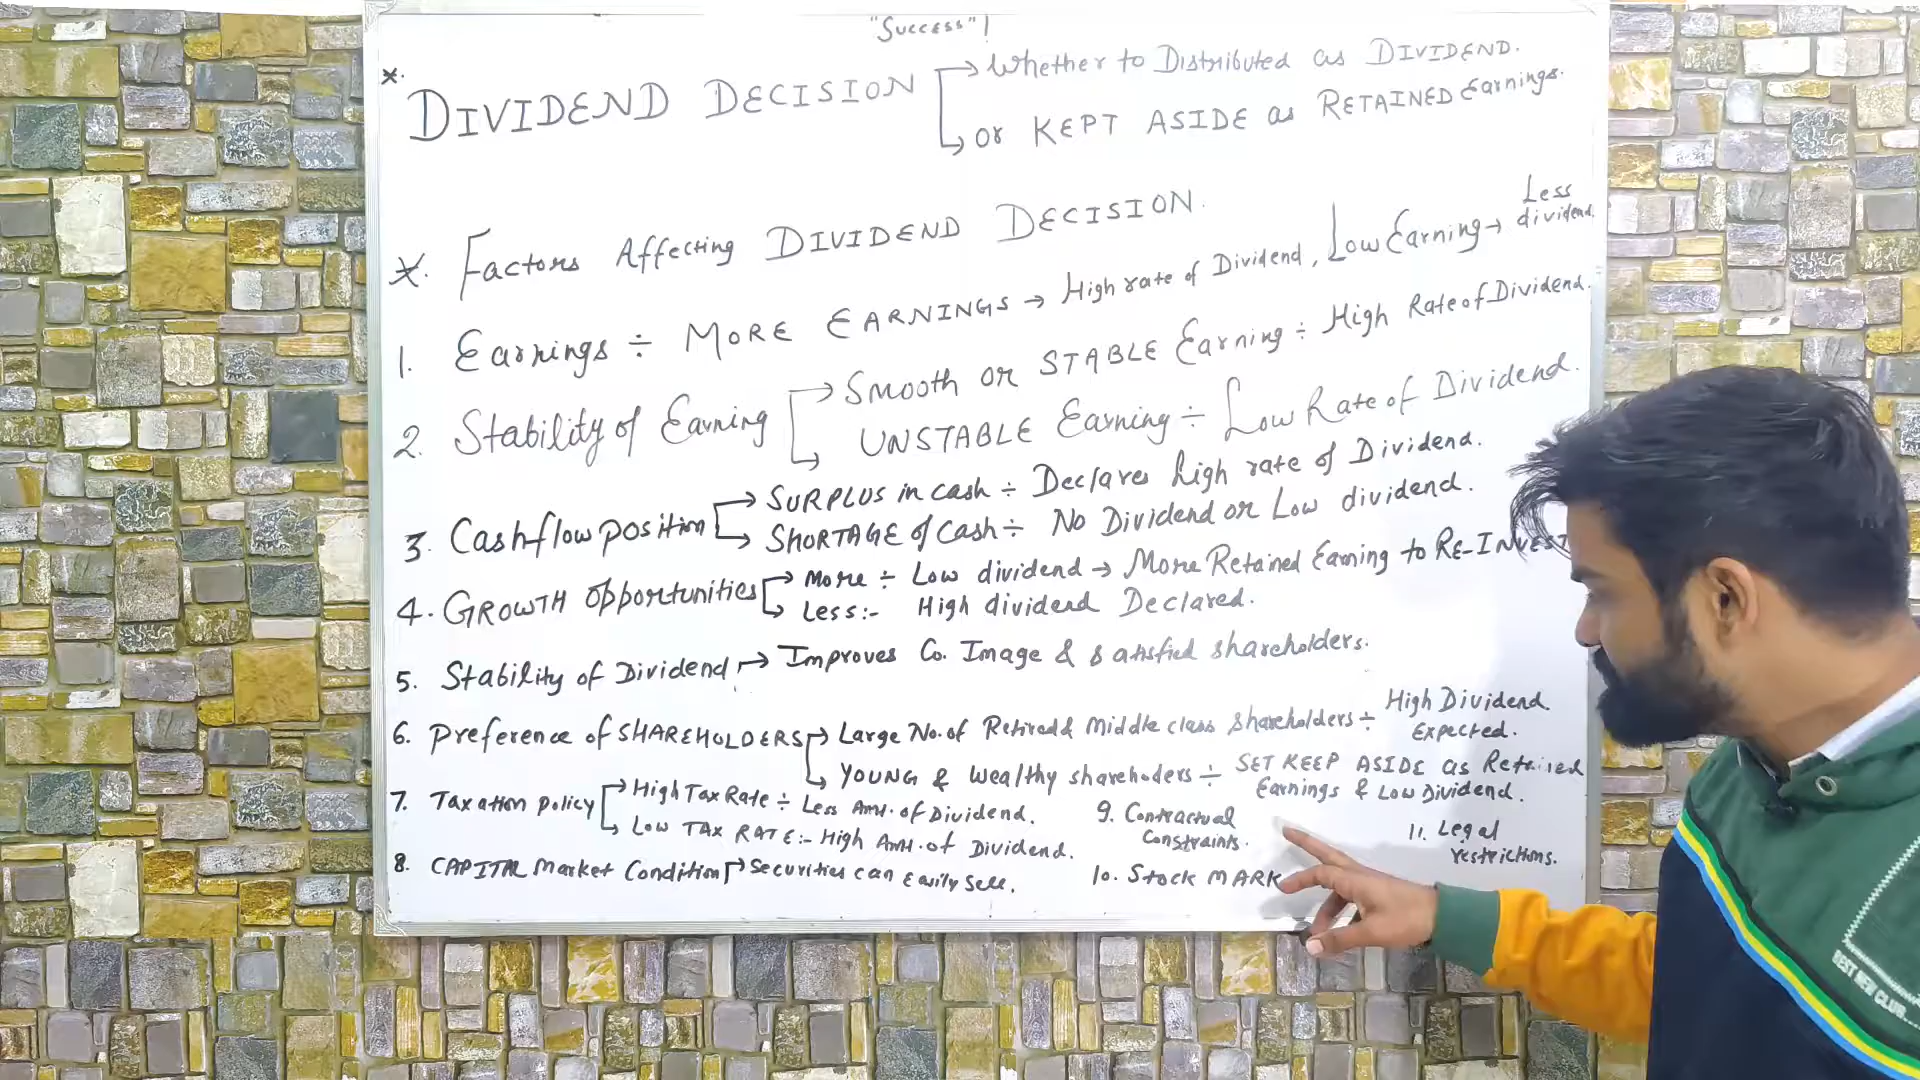 "Success"!
*. DIVIDEND DECISION → Whether to Distributed as DIVIDEND.
→ or KEPT ASIDE as RETAINED Earnings.
*. Factors Affecting DIVIDEND DECISION.
1. Earnings ÷ MORE EARNINGS → High rate of Dividend, Low Earning → Less dividend.
2. Stability of Earning → Smooth or STABLE Earning ÷ High Rate of Dividend.
→ UNSTABLE Earning ÷ Low Rate of Dividend.
3. Cashflow position → SURPLUS in cash ÷ Declares high rate of Dividend.
→ SHORTAGE of Cash ÷ No Dividend or Low dividend.
4. GROWTH opportunities → More ÷ Low dividend → More Retained Earning to RE-INVEST
→ Less:- High dividend Declared.
5. Stability of Dividend → Improves Co. Image & satisfied shareholders.
6. Preference of SHAREHOLDERS → Large No. of Retired & Middle class shareholders ÷ High Dividend Expected.
→ YOUNG & Wealthy shareholders ÷ SET KEEP ASIDE as Retained Earnings & Low Dividend.
7. Taxation policy → High Tax Rate ÷ Less Amt. of Dividend.
→ Low TAX RATE:- High Amt. of Dividend.
8. CAPITAL Market Condition → Securities can Easily Sell.
9. Contractual Constraints.
10. Stock MARK
11. Legal restrictions.
BEST NEW CLUB